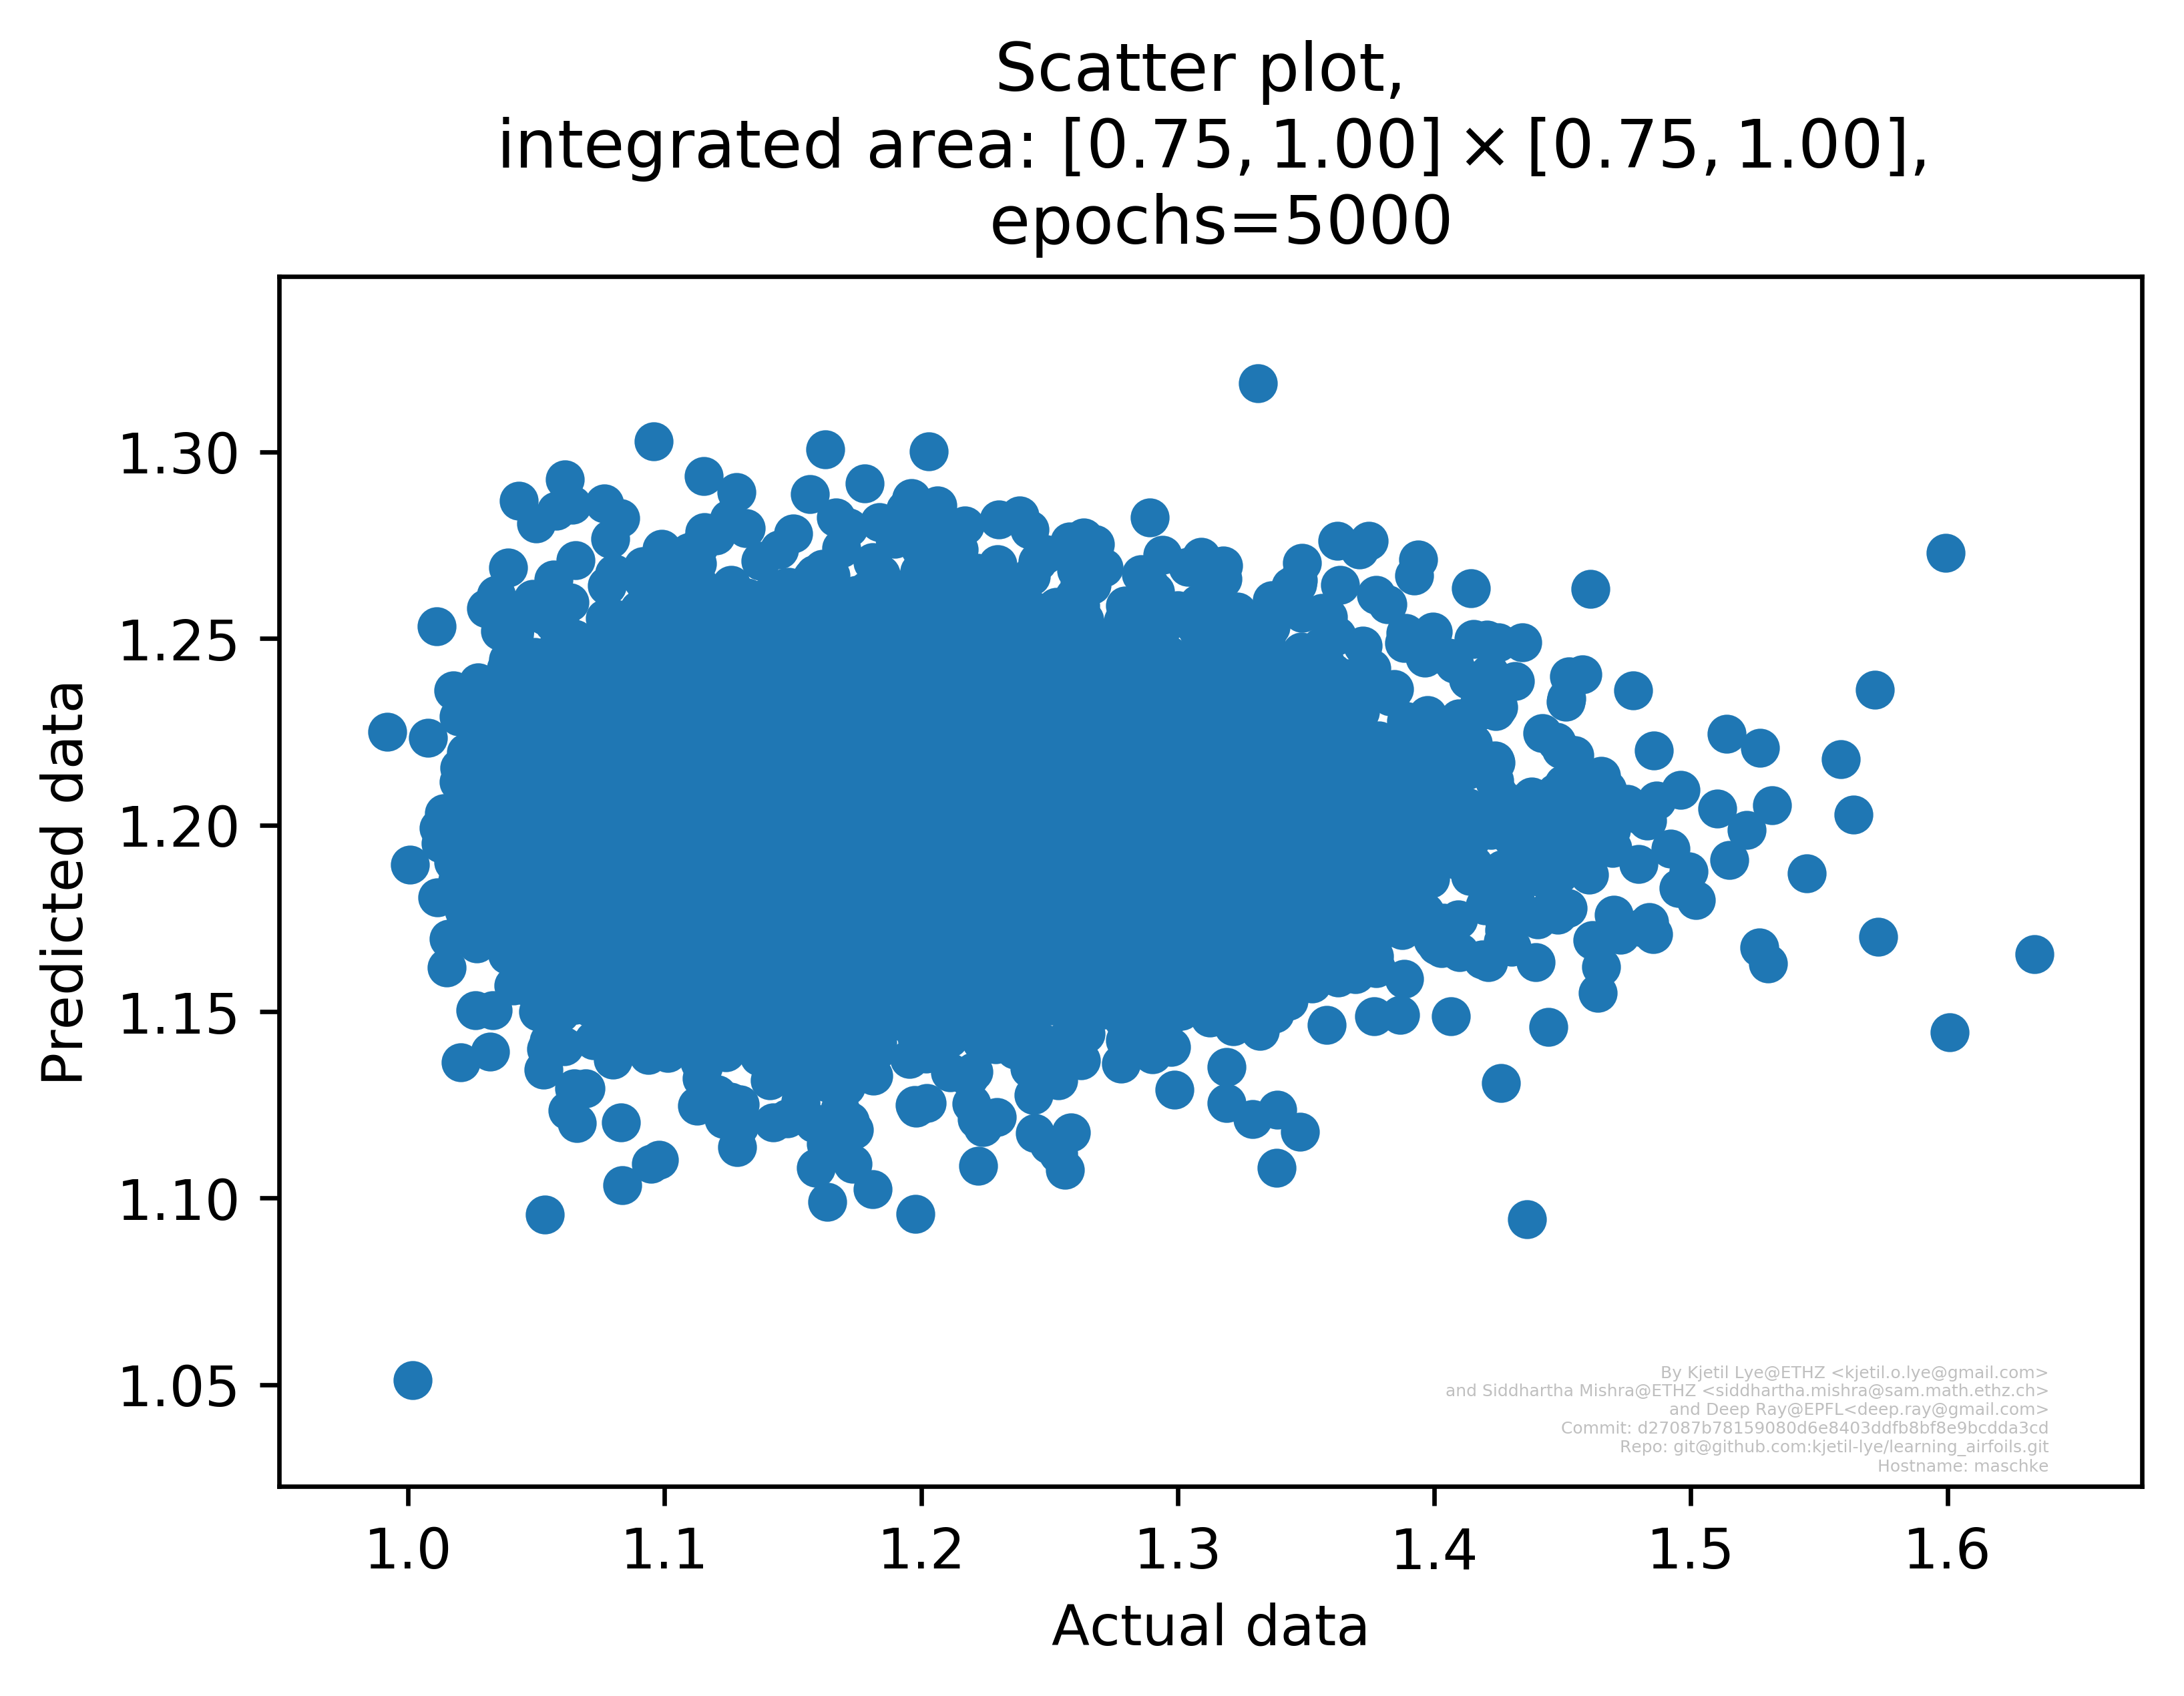 Scatter plot,
integrated area: [0.75, 1.00] × [0.75, 1.00],
epochs=5000
Predicted data
1.30
1.25
1.20
1.15
1.10
1.05
By Kjetil Lye@ETHZ <kjetil.o.lye@gmail.com>
and Siddhartha Mishra@ETHZ <siddhartha.mishra@sam.math.ethz.ch>
and Deep Ray@EPFL<deep.ray@gmail.com>
Commit: d27087b78159080d6e8403ddfb8bf8e9bcdda3cd
Repo: git@github.com:kjetil-lye/learning_airfoils.git
Hostname: maschke
1.0 1.1 1.2 1.3 1.4 1.5 1.6
Actual data